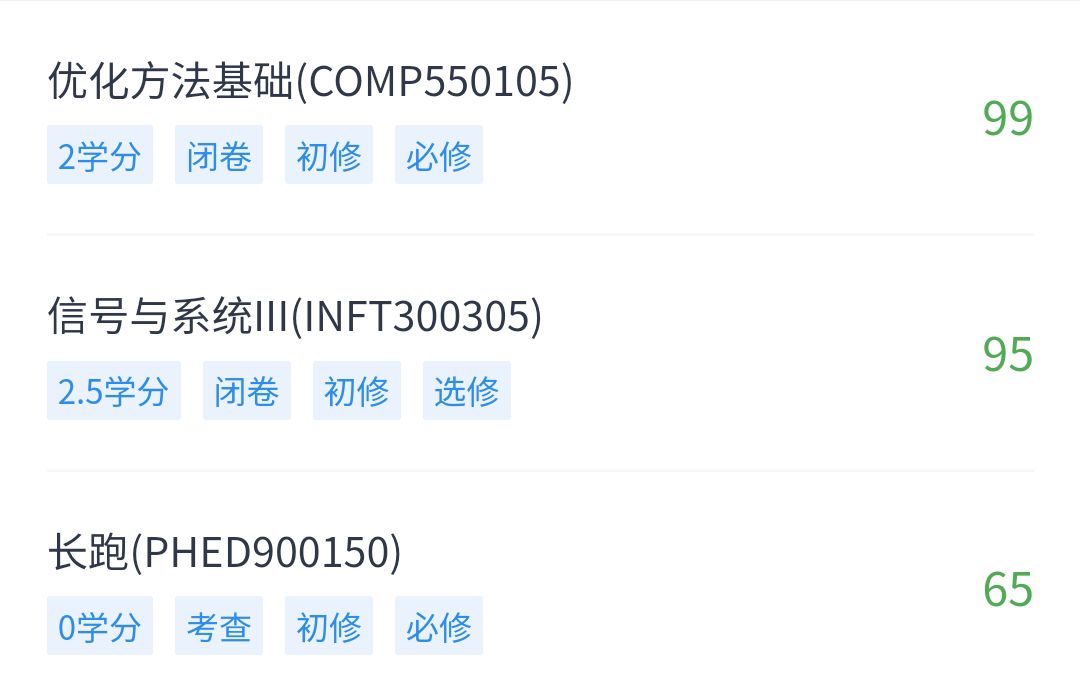 优化方法基础(COMP550105)
99
2学分 闭卷 初修 必修
信号与系统III(INFT300305)
95
2.5学分 闭卷 初修 选修
长跑(PHED900150)
65
0学分 考查 初修 必修